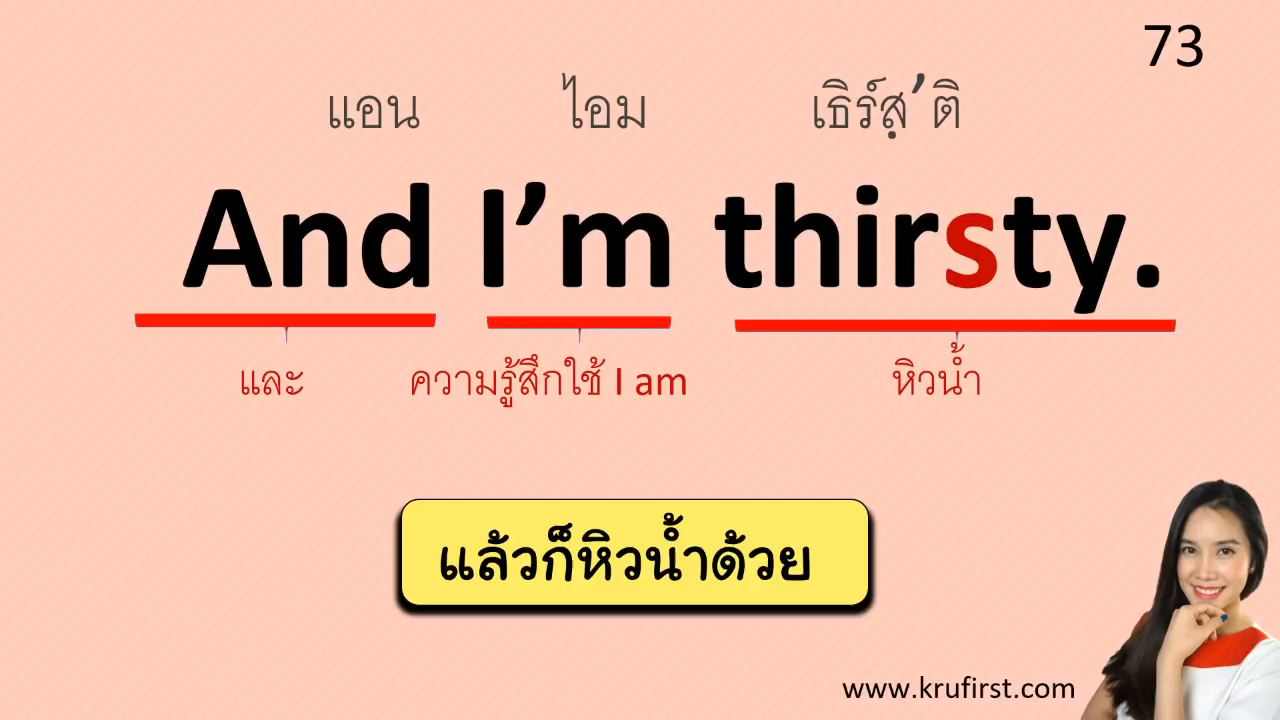 73
แอน ไอม เธิร์สฺ’ติ
And I’m thirsty.
และ ความรู้สึกใช้ I am หิวน้ำ
แล้วก็หิวน้ำด้วย
www.krufirst.com